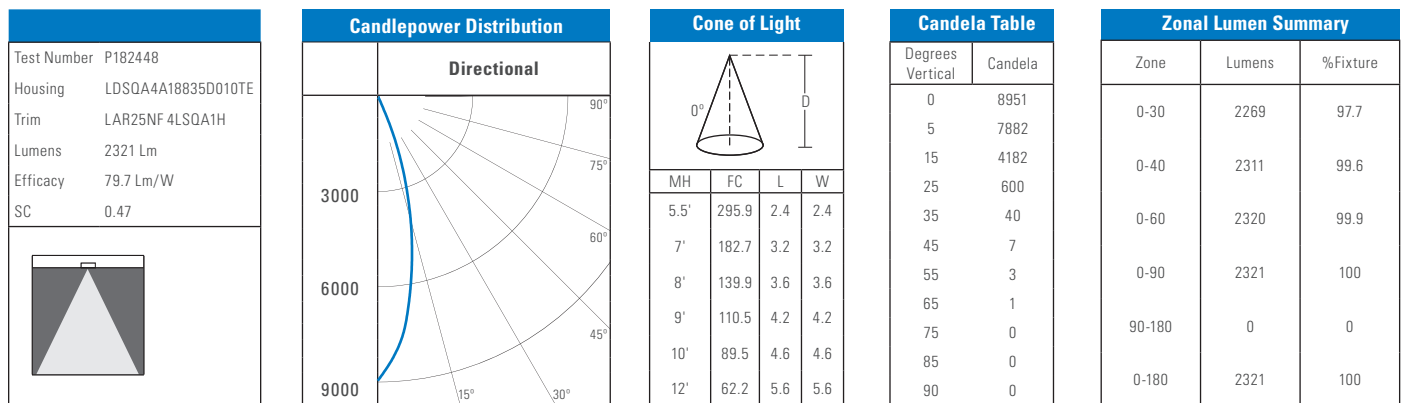 Test Number P182448
Housing LDSQA4A18835D010TE
Trim LAR25NF 4LSQA1H
Lumens 2321 Lm
Efficacy 79.7 Lm/W
SC 0.47
Candlepower Distribution
Directional
90°
75°
3000
60°
6000
45°
9000
15°
30°
Cone of Light
0°
D
MH FC L W
5.5' 295.9 2.4 2.4
7' 182.7 3.2 3.2
8' 139.9 3.6 3.6
9' 110.5 4.2 4.2
10' 89.5 4.6 4.6
12' 62.2 5.6 5.6
Candela Table
Degrees
Vertical
Candela
0 8951
5 7882
15 4182
25 600
35 40
45 7
55 3
65 1
75 0
85 0
90 0
Zonal Lumen Summary
Zone Lumens %Fixture
0-30 2269 97.7
0-40 2311 99.6
0-60 2320 99.9
0-90 2321 100
90-180 0 0
0-180 2321 100